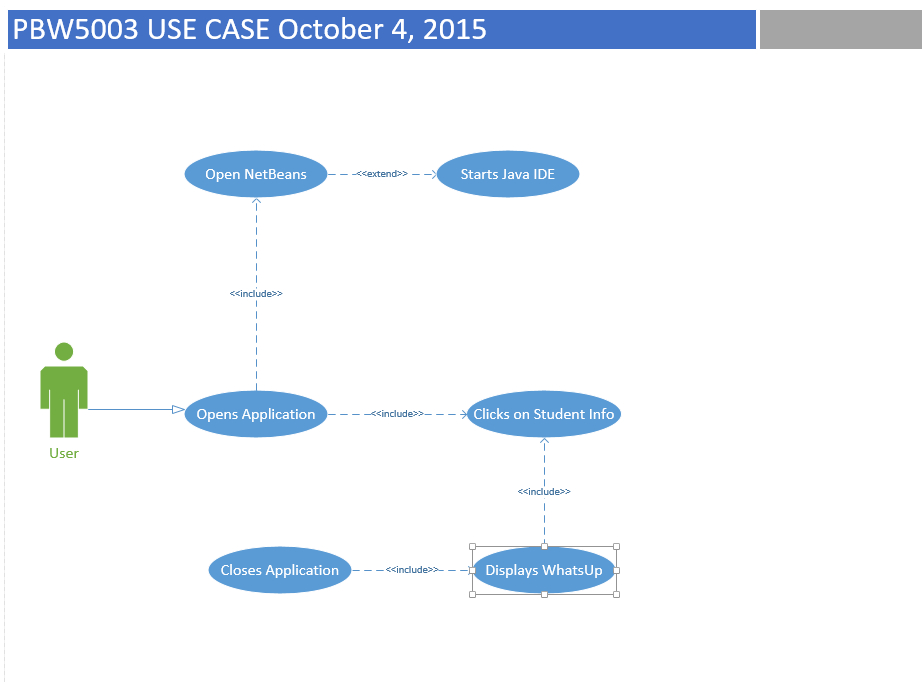 PBW5003 USE CASE October 4, 2015
Open NetBeans
<<extend>>
Starts Java IDE
<<include>>
Opens Application
<<include>>
Clicks on Student Info
User
<<include>>
Closes Application
<<include>>
Displays WhatsUp